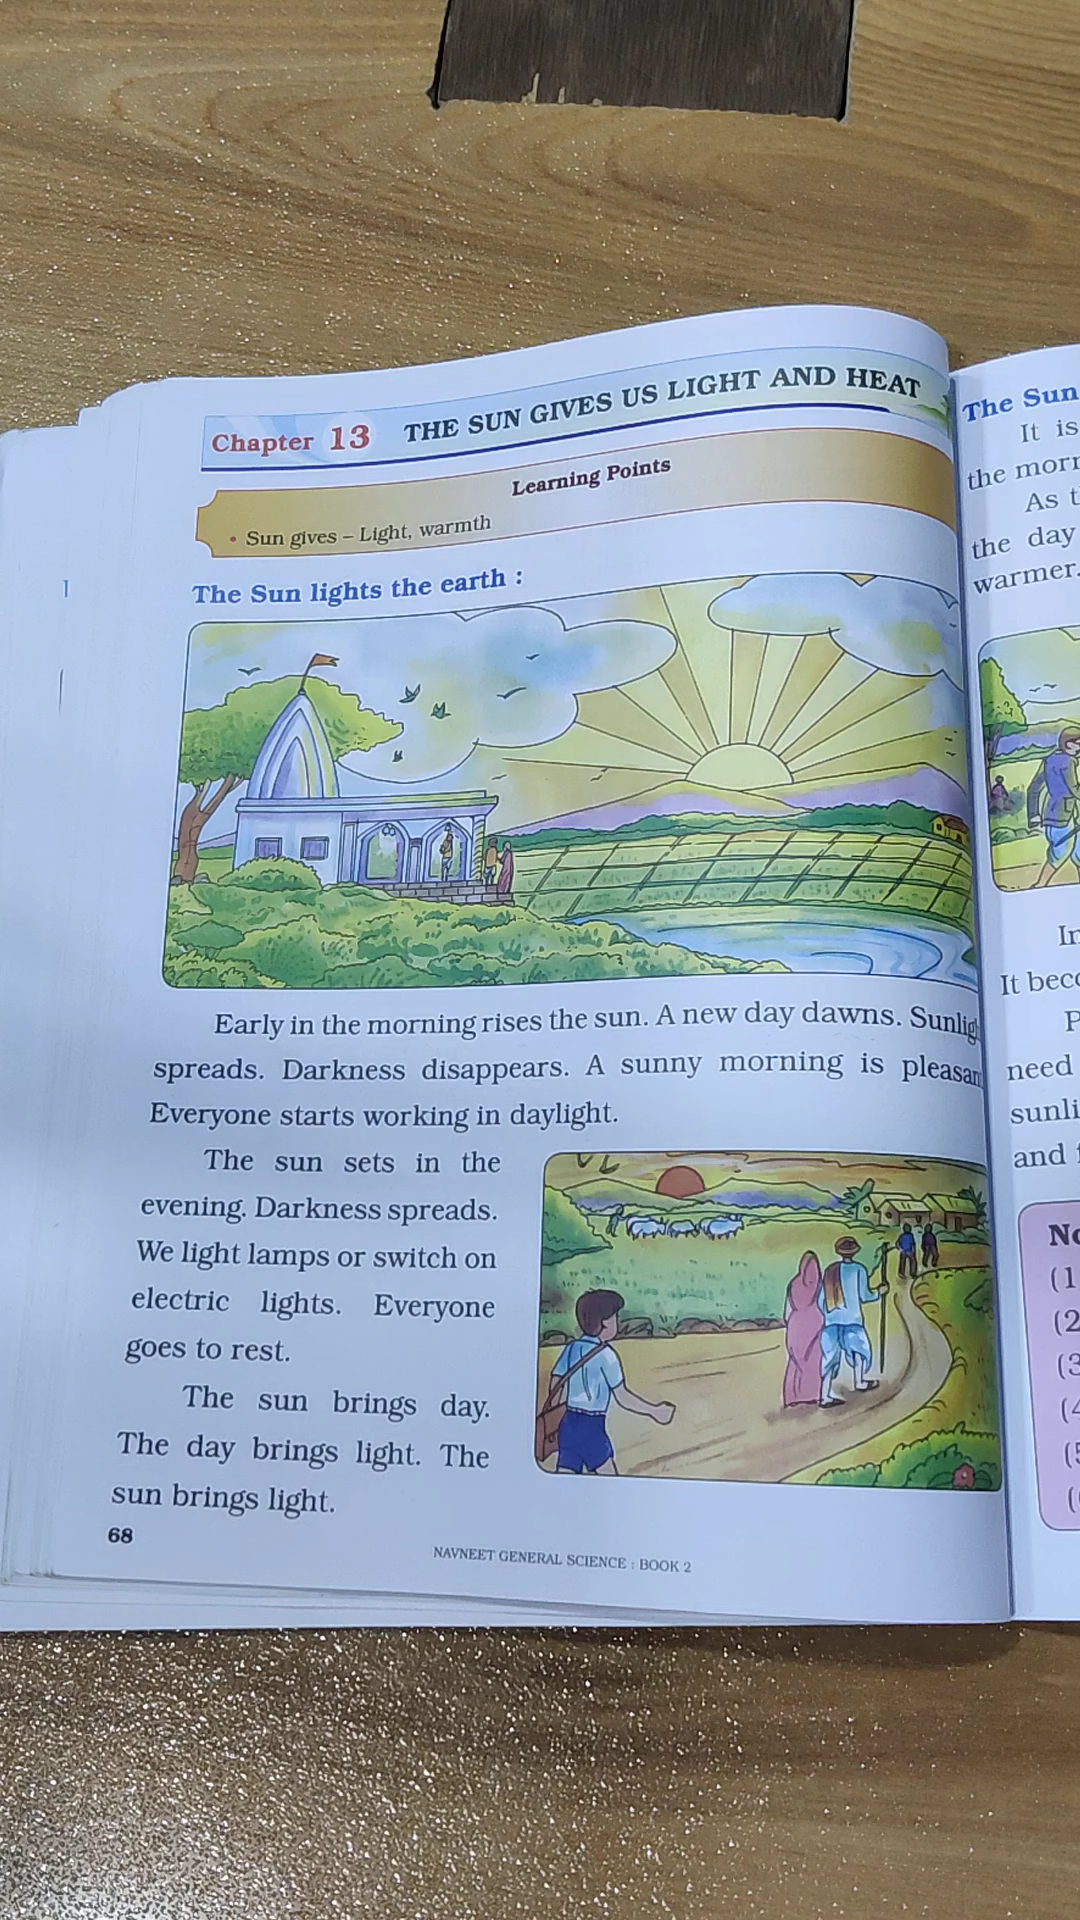 Chapter 13 THE SUN GIVES US LIGHT AND HEAT
Learning Points
• Sun gives – Light, warmth
The Sun lights the earth :
Early in the morning rises the sun. A new day dawns.
spreads. Darkness disappears. A sunny morning is
Everyone starts working in daylight.
The sun sets in the
evening. Darkness spreads.
We light lamps or switch on
electric lights. Everyone
goes to rest.
The sun brings day.
The day brings light. The
sun brings light.
68
NAVNEET GENERAL SCIENCE : BOOK 2
The Sun
It is
the
As
the day
warmer.
need
and
(1
(2
(3